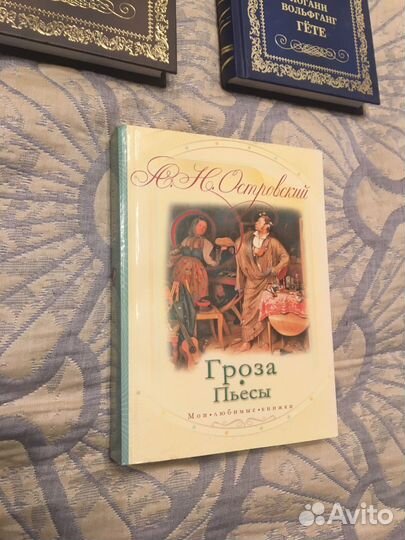 ИОГАНН
ВОЛЬФГАНГ
ГЁТЕ
А. Н. Островский
Гроза
•
Пьесы
Мои•любимые•книжки
Avito